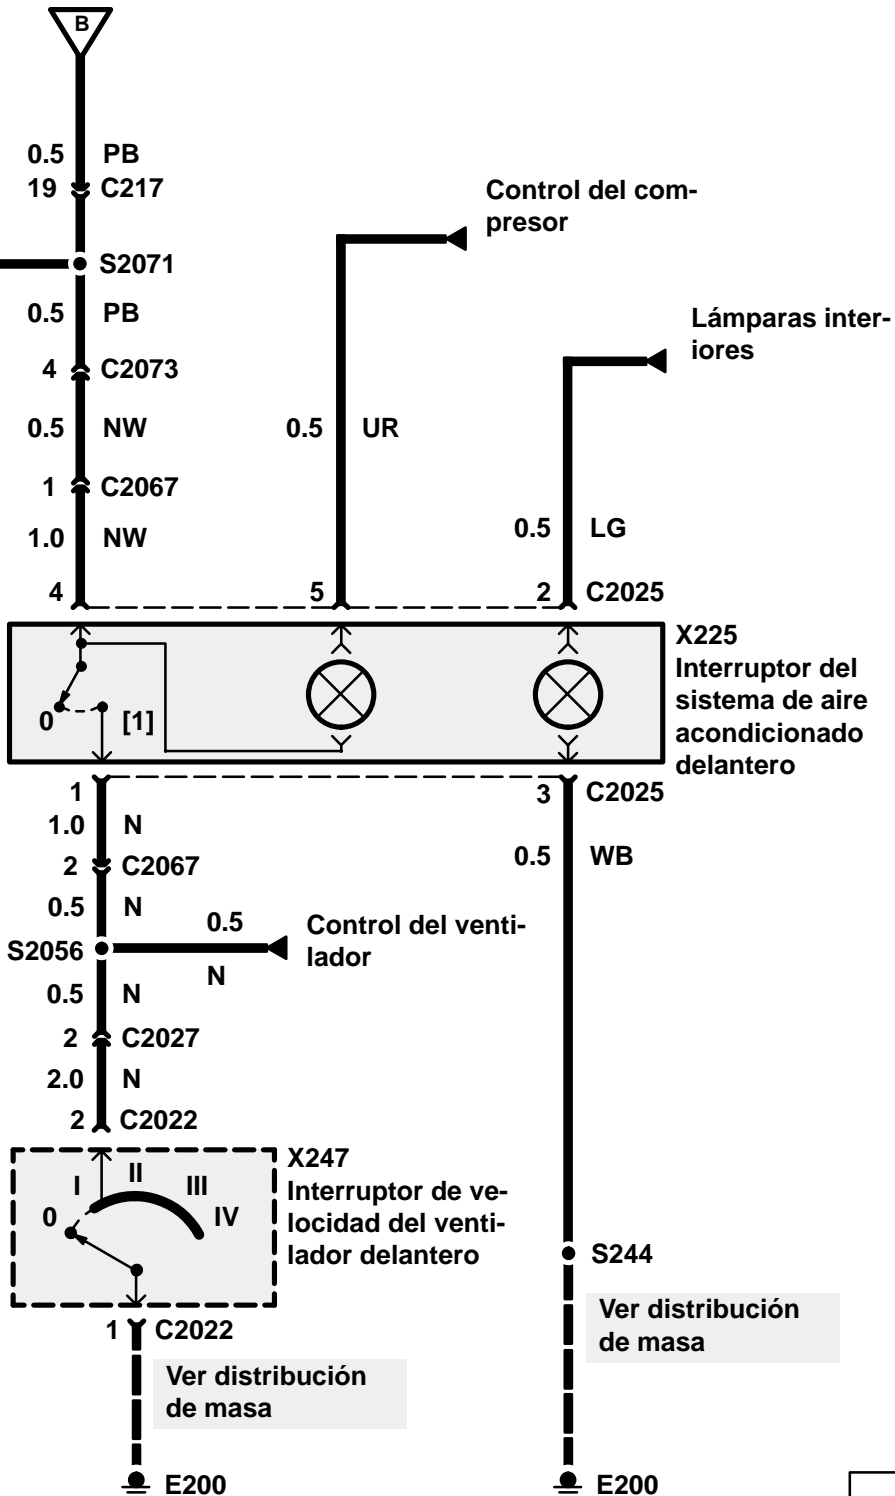 B
0.5 PB
19 C217
Control del com-
presor
S2071
0.5 PB
Lámparas inter-
iores
4 C2073
0.5 NW
0.5 UR
1 C2067
1.0 NW
0.5 LG
4 5 2 C2025
X225
Interruptor del
sistema de aire
acondicionado
delantero
0 [1]
1 3 C2025
1.0 N
0.5 WB
2 C2067
0.5 N
0.5
N
Control del venti-
lador
S2056
0.5 N
2 C2027
2.0 N
2 C2022
X247
Interruptor de ve-
locidad del venti-
lador delantero
0 I II III IV
S244
Ver distribución
de masa
1 C2022
Ver distribución
de masa
E200 E200